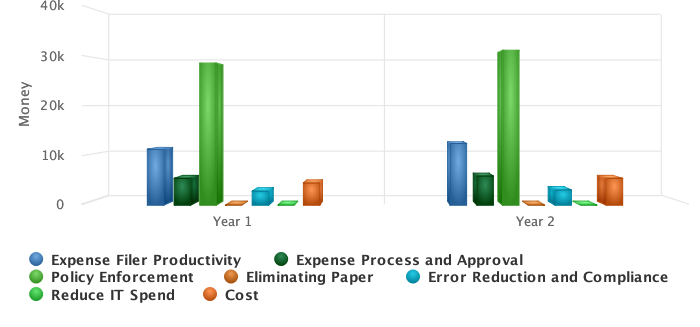 40k
30k
20k
10k
0
Money
Year 1 Year 2
Expense Filer Productivity Expense Process and Approval
Policy Enforcement Eliminating Paper Error Reduction and Compliance
Reduce IT Spend Cost